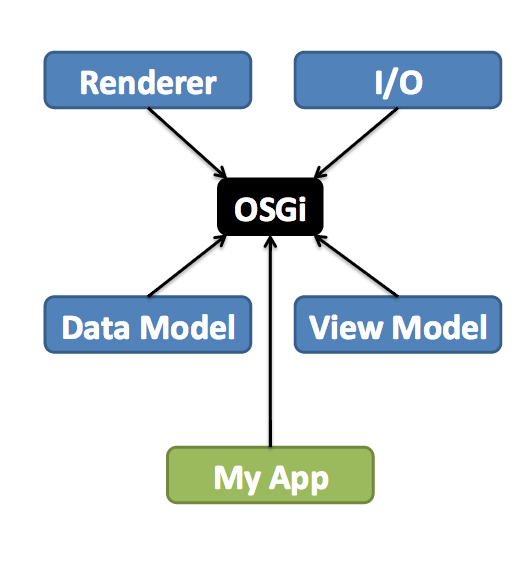 Renderer
I/O
OSGi
Data Model
View Model
My App